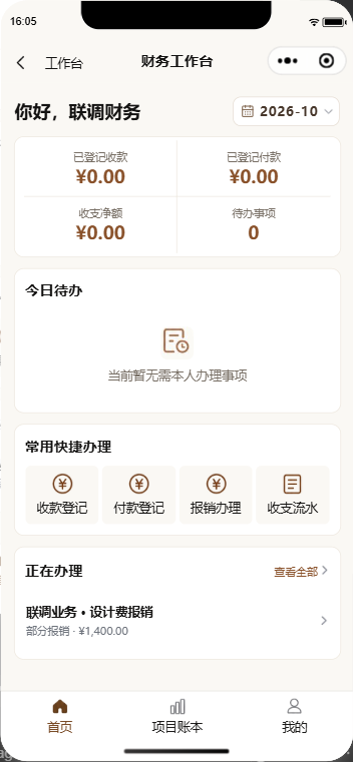 16:05
工作台
财务工作台
你好，联调财务
2026-10
已登记收款
已登记付款
¥0.00
¥0.00
收支净额
待办事项
¥0.00
0
今日待办
当前暂无需本人办理事项
常用快捷办理
收款登记
付款登记
报销办理
收支流水
正在办理
查看全部
联调业务 · 设计费报销
部分报销 · ¥1,400.00
首页
项目账本
我的